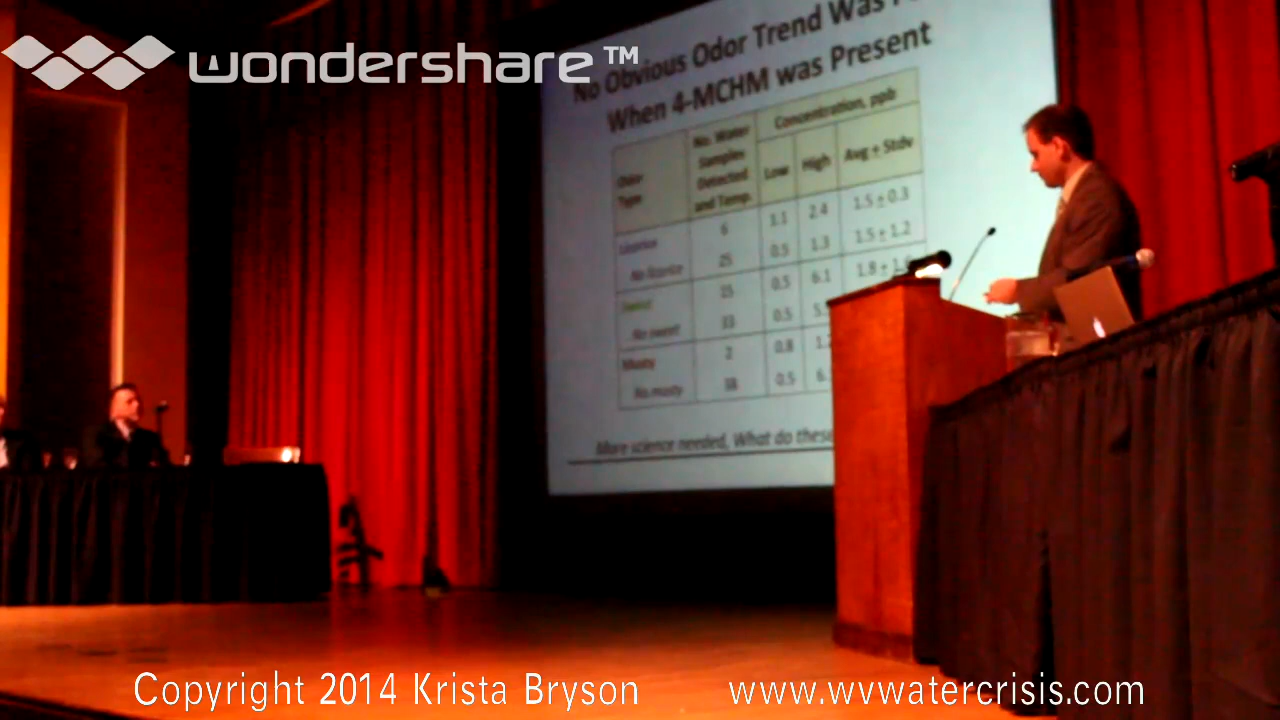 wondershare™
No Obvious Odor Trend Was
When 4-MCHM was Present
Odor Type | No. Water Samples Detected and Temp. | Concentration, ppb
Low | High | Avg ± Stdv
Licorice | 6 | 1.1 | 2.4 | 1.5 ± 0.3
No licorice | 25 | 0.5 | 1.3 | 1.5 ± 1.2
Sweet | 15 | 0.5 | 6.1 | 1.8 ±
No sweet | 33 | 0.5
Musty | 2 | 0.8
No musty | 38 | 0.5
More science needed, What do these
Copyright 2014 Krista Bryson
www.wvwatercrisis.com